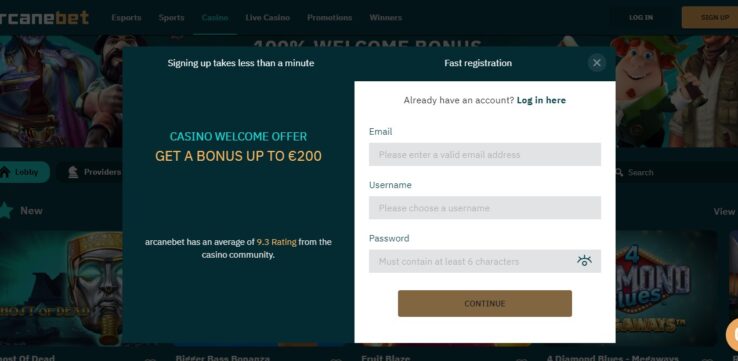 rcanebet
Esports Sports Casino Live Casino Promotions Winners
LOG IN
SIGN UP
100% WELCOME BONUS
Signing up takes less than a minute
Fast registration
Already have an account? Log in here
CASINO WELCOME OFFER
GET A BONUS UP TO €200
Email
Please enter a valid email address
Lobby
Providers
Search
Username
Please choose a username
New
View
Password
arcanebet has an average of 9.3 Rating from the
casino community.
Must contain at least 6 characters
CONTINUE
4
DIAMOND
Blues
MEGAWAYS
GHOST OF DEAD
Ghost of Dead
Bigger Bass Bonanza
Fruit Blaze
4 Diamond Blues - Megaways